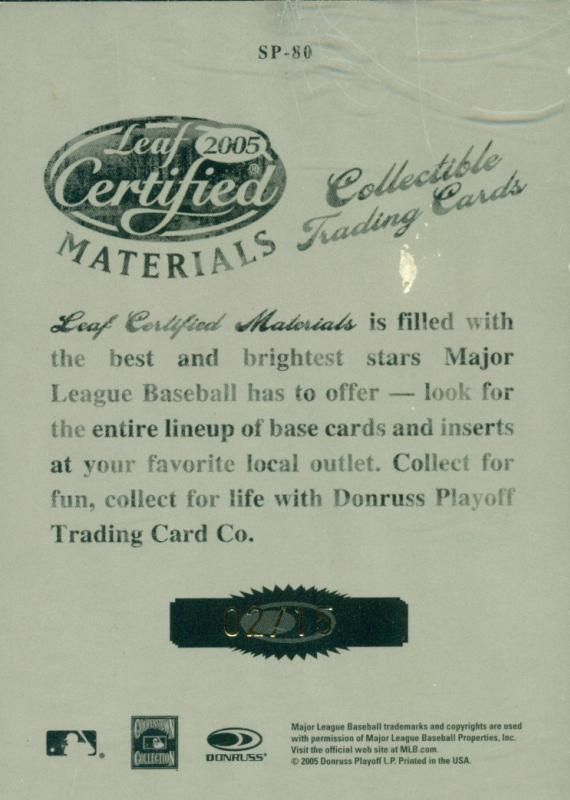 SP-80
Leaf 2005
Certified®
MATERIALS
Collectible
Trading Cards
Leaf Certified Materials is filled with
the best and brightest stars Major
League Baseball has to offer — look for
the entire lineup of base cards and inserts
at your favorite local outlet. Collect for
fun, collect for life with Donruss Playoff
Trading Card Co.
02/15
COOPERSTOWN
COLLECTION
DONRUSS®
Major League Baseball trademarks and copyrights are used
with permission of Major League Baseball Properties, Inc.
Visit the official web site at MLB.com.
© 2005 Donruss Playoff L.P. Printed in the USA.